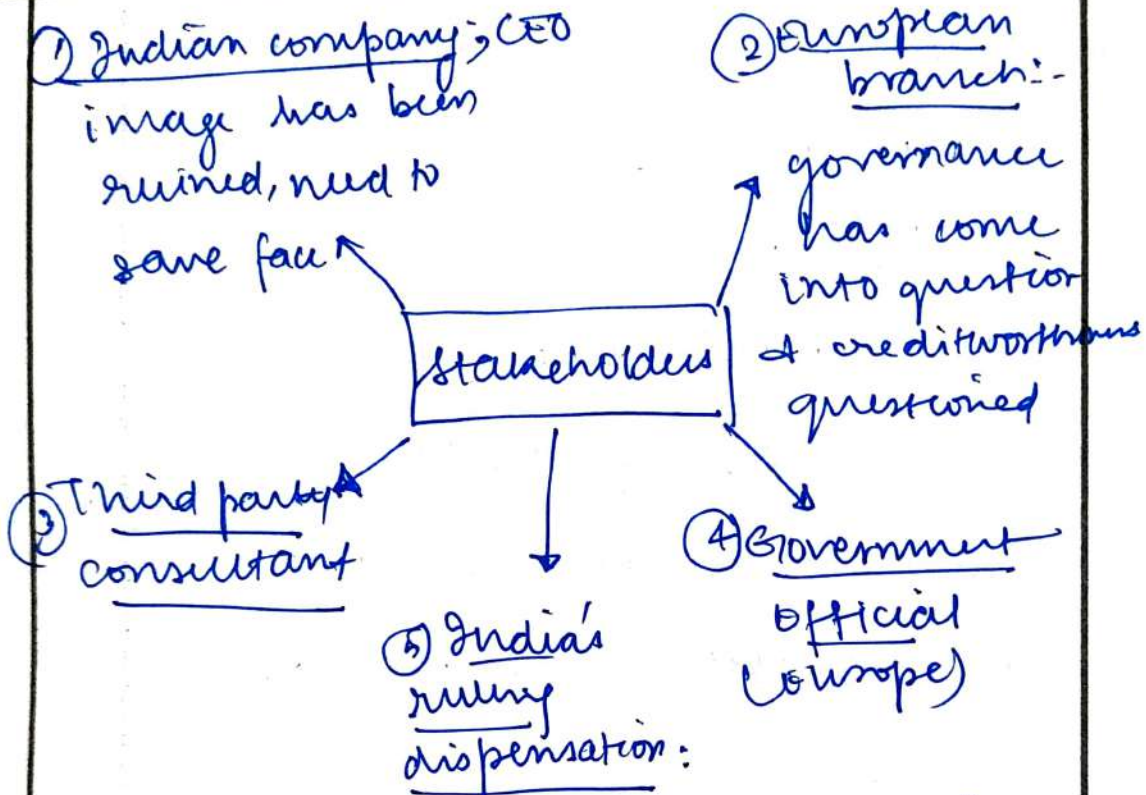 ① Indian company:, CEO
image has been
ruined, need to
save face
② European
branch:-
governance
has come
into question
& creditworthiness
questioned
Stakeholders
③ Third party
consultant
④ Government
official
(europe)
⑤ India's
ruling
dispensation: